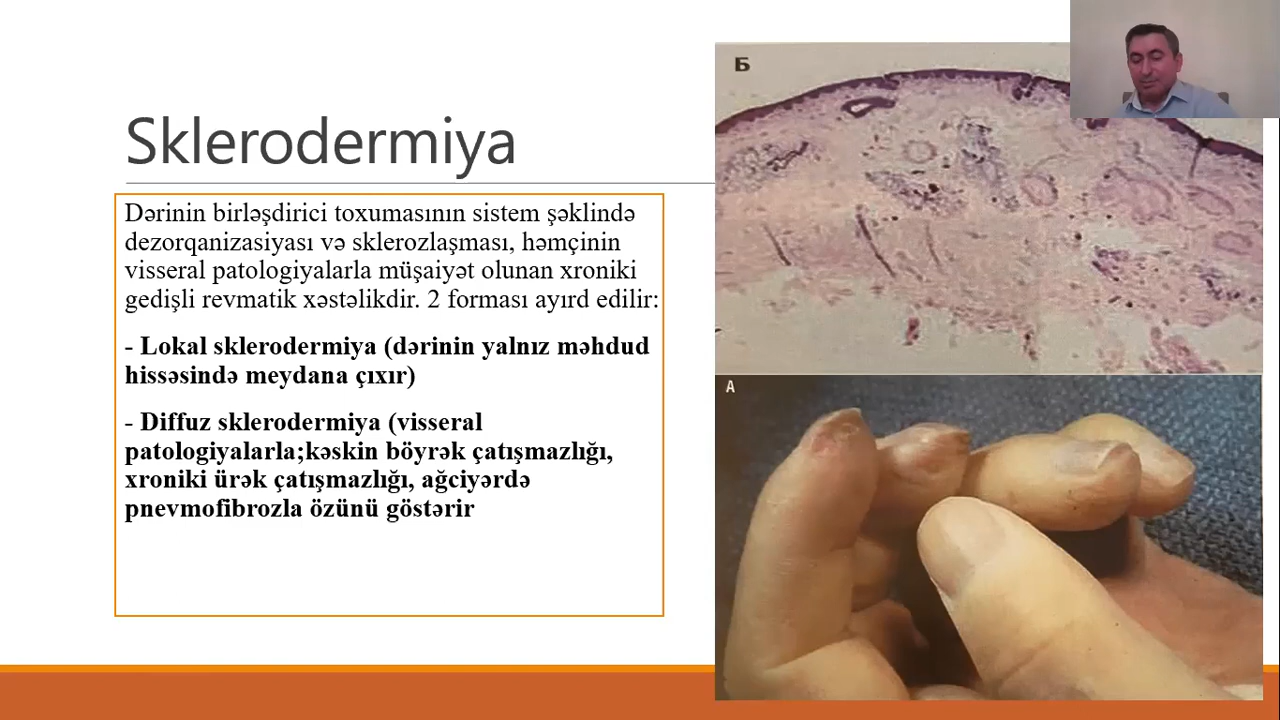 Sklerodermiya
Dərinin birləşdirici toxumasının sistem şəklində
dezorqanizasiyası və sklerozlaşması, həmçinin
visseral patologiyalarla müşaiyət olunan xroniki
gedişli revmatik xəstəlikdir. 2 forması ayırd edilir:
- Lokal sklerodermiya (dərinin yalnız məhdud
hissəsində meydana çıxır)
- Diffuz sklerodermiya (visseral
patologiyalarla;kəskin böyrək çatışmazlığı,
xroniki ürək çatışmazlığı, ağciyərdə
pnevmofibrozla özünü göstərir
Б
А